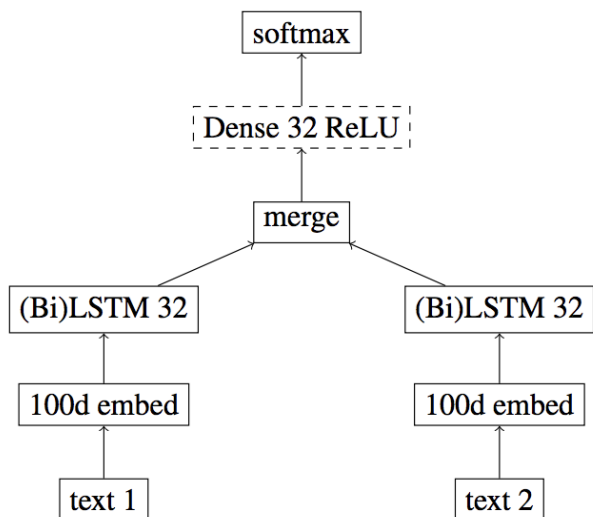 softmax
Dense 32 ReLU
merge
(Bi)LSTM 32
(Bi)LSTM 32
100d embed
100d embed
text 1
text 2